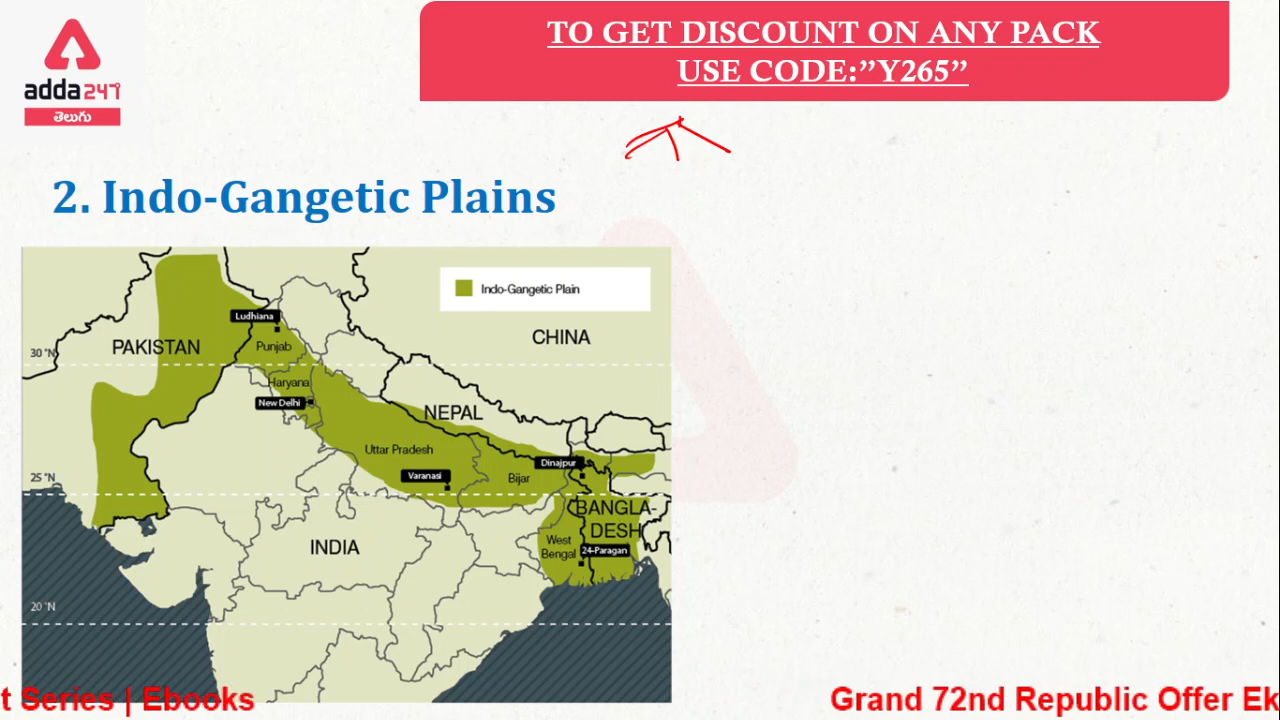 adda247
తెలుగు
TO GET DISCOUNT ON ANY PACK
USE CODE:”Y265”
2. Indo-Gangetic Plains
Indo-Gangetic Plain
CHINA
Ludhiana
PAKISTAN
Punjab
30 °N
Haryana
New Delhi
NEPAL
Uttar Pradesh
Varanasi
Dinajpur
25 °N
Bijar
BANGLA-
DESH
INDIA
West
Bengal
24-Paragan
20 °N
t Series | Ebooks
Grand 72nd Republic Offer Ek